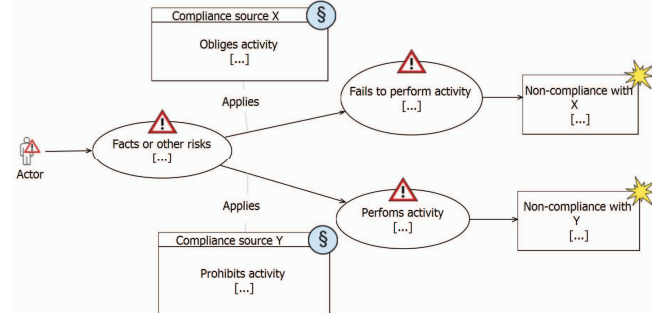 Compliance source X
§
Obliges activity
[...]
Applies
Fails to perform activity
[...]
Non-compliance with
X
[...]
Facts or other risks
[...]
Actor
Applies
Perfoms activity
[...]
Non-compliance with
Y
[...]
Compliance source Y
§
Prohibits activity
[...]